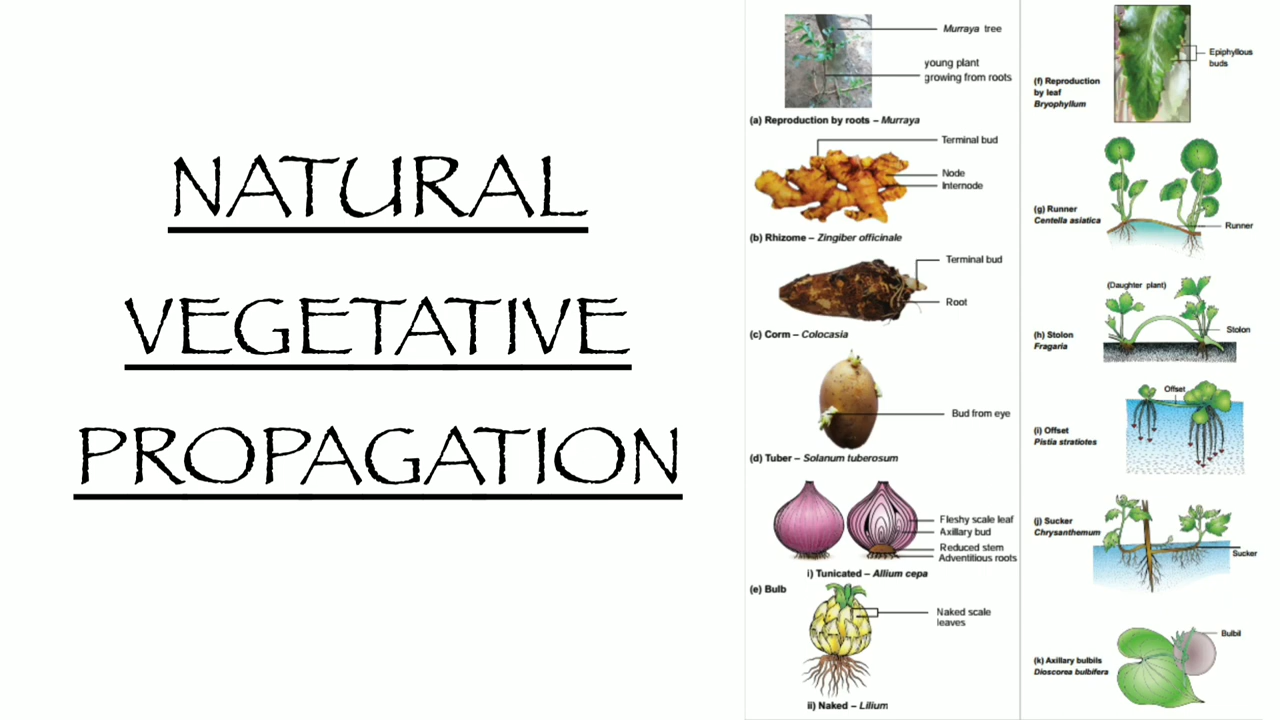 NATURAL
VEGETATIVE
PROPAGATION
Murraya tree
young plant
growing from roots
(a) Reproduction by roots – Murraya
Terminal bud
Node
Internode
(b) Rhizome – Zingiber officinale
Terminal bud
Root
(c) Corm – Colocasia
Bud from eye
(d) Tuber – Solanum tuberosum
Fleshy scale leaf
Axillary bud
Reduced stem
Adventitious roots
i) Tunicated – Allium cepa
(e) Bulb
Naked scale
leaves
ii) Naked – Lilium
Epiphyllous
buds
(f) Reproduction
by leaf
Bryophyllum
(g) Runner
Centella asiatica
Runner
(Daughter plant)
Stolon
(h) Stolon
Fragaria
Offset
(i) Offset
Pistia stratiotes
(j) Sucker
Chrysanthemum
Sucker
Bulbil
(k) Axillary bulbils
Dioscorea bulbifera